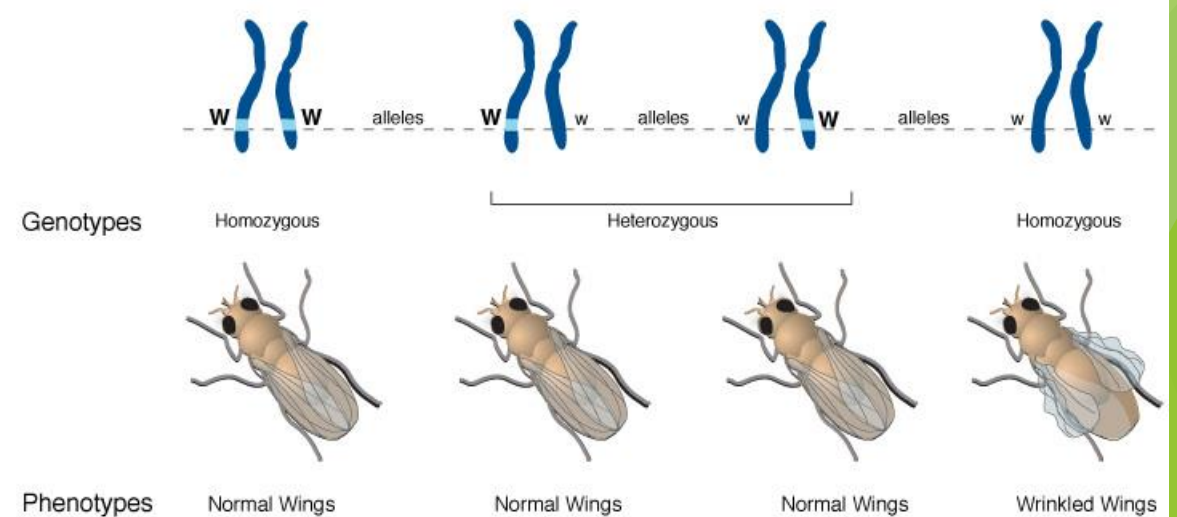 W W alleles W w alleles w W alleles w w
Genotypes Homozygous Heterozygous Homozygous
Phenotypes Normal Wings Normal Wings Normal Wings Wrinkled Wings